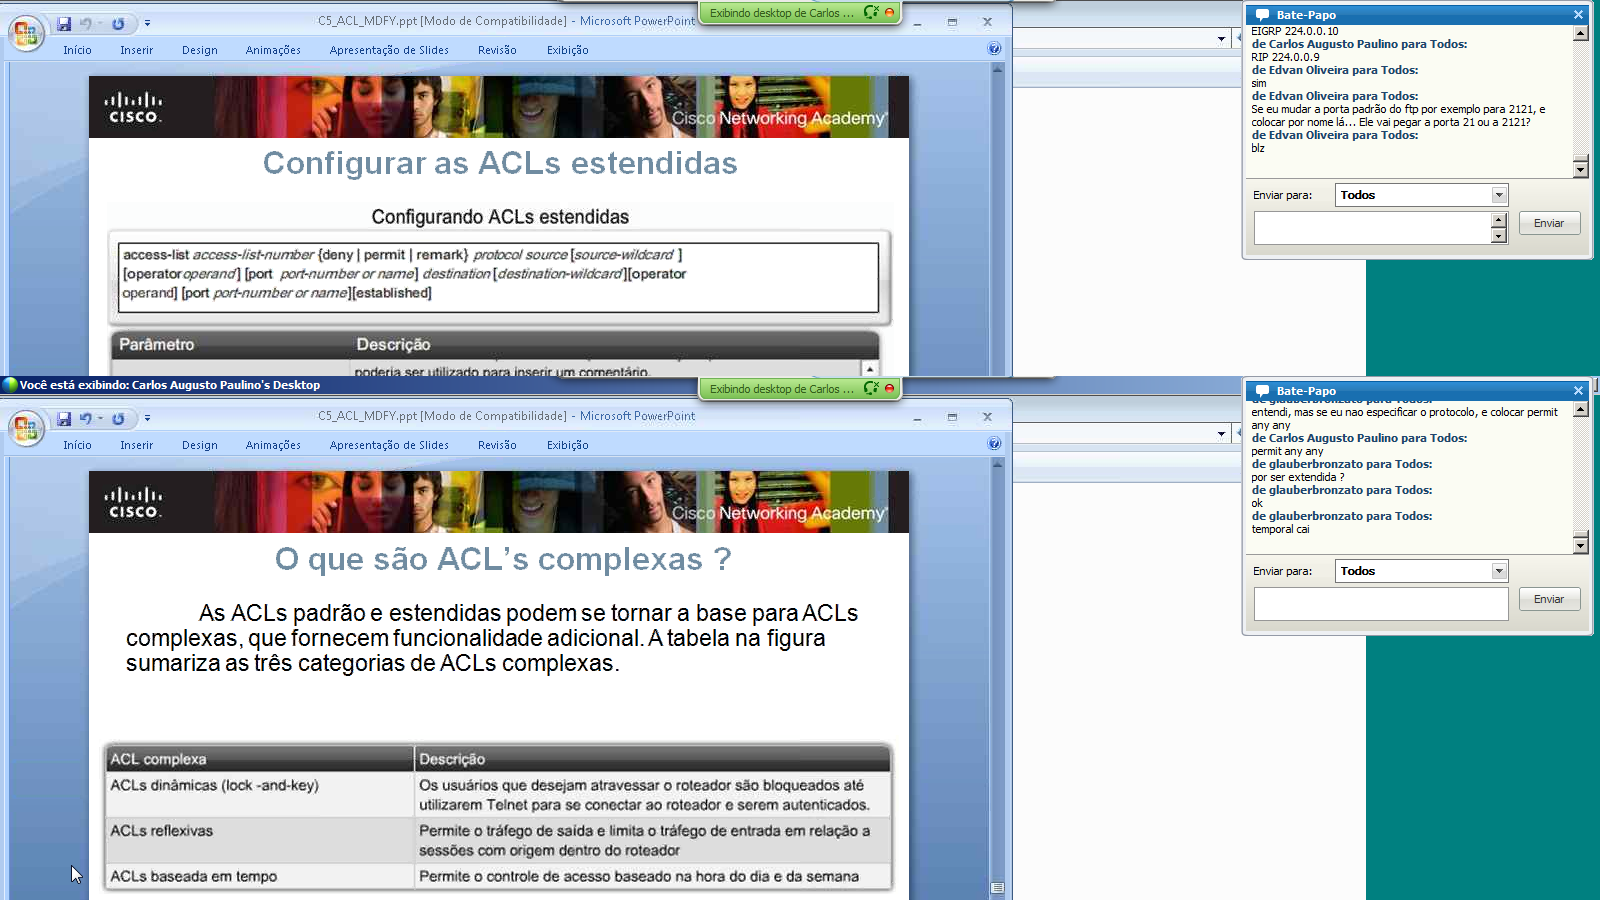 C5_ACL_MDFY.ppt [Modo de Compatibilidade] - Microsoft PowerPoint
Exibindo desktop de Carlos ...
Início Inserir Design Animações Apresentação de Slides Revisão Exibição
CISCO.
Cisco Networking Academy
Configurar as ACLs estendidas
Configurando ACLs estendidas
access-list access-list-number {deny | permit | remark} protocol source [source-wildcard ]
[operator operand] [port port-number or name] destination [destination-wildcard][operator
operand] [port port-number or name][established]
Parâmetro Descrição
poderia ser utilizado para inserir um comentário.
Bate-Papo
EIGRP 224.0.0.10
de Carlos Augusto Paulino para Todos:
RIP 224.0.0.9
de Edvan Oliveira para Todos:
sim
de Edvan Oliveira para Todos:
Se eu mudar a porta padrão do ftp por exemplo para 2121, e
colocar por nome lá... Ele vai pegar a porta 21 ou a 2121?
de Edvan Oliveira para Todos:
blz
Enviar para: Todos
Enviar
Você está exibindo: Carlos Augusto Paulino's Desktop
Exibindo desktop de Carlos ...
C5_ACL_MDFY.ppt [Modo de Compatibilidade] - Microsoft PowerPoint
Início Inserir Design Animações Apresentação de Slides Revisão Exibição
CISCO.
Cisco Networking Academy
O que são ACL's complexas ?
As ACLs padrão e estendidas podem se tornar a base para ACLs
complexas, que fornecem funcionalidade adicional. A tabela na figura
sumariza as três categorias de ACLs complexas.
ACL complexa Descrição
ACLs dinâmicas (lock -and-key) Os usuários que desejam atravessar o roteador são bloqueados até
utilizarem Telnet para se conectar ao roteador e serem autenticados.
ACLs reflexivas Permite o tráfego de saída e limita o tráfego de entrada em relação a
sessões com origem dentro do roteador
ACLs baseada em tempo Permite o controle de acesso baseado na hora do dia e da semana
Bate-Papo
de glauberbronzato para Todos:
entendi, mas se eu nao especificar o protocolo, e colocar permit
any any
de Carlos Augusto Paulino para Todos:
permit any any
de glauberbronzato para Todos:
por ser extendida ?
de glauberbronzato para Todos:
ok
de glauberbronzato para Todos:
temporal cai
Enviar para: Todos
Enviar